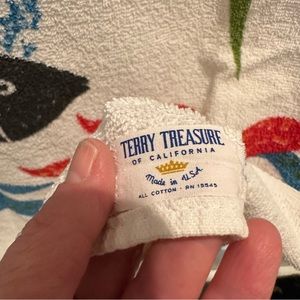 TERRY TREASURE
OF CALIFORNIA
Made in U.S.A.
ALL COTTON · RN 15545